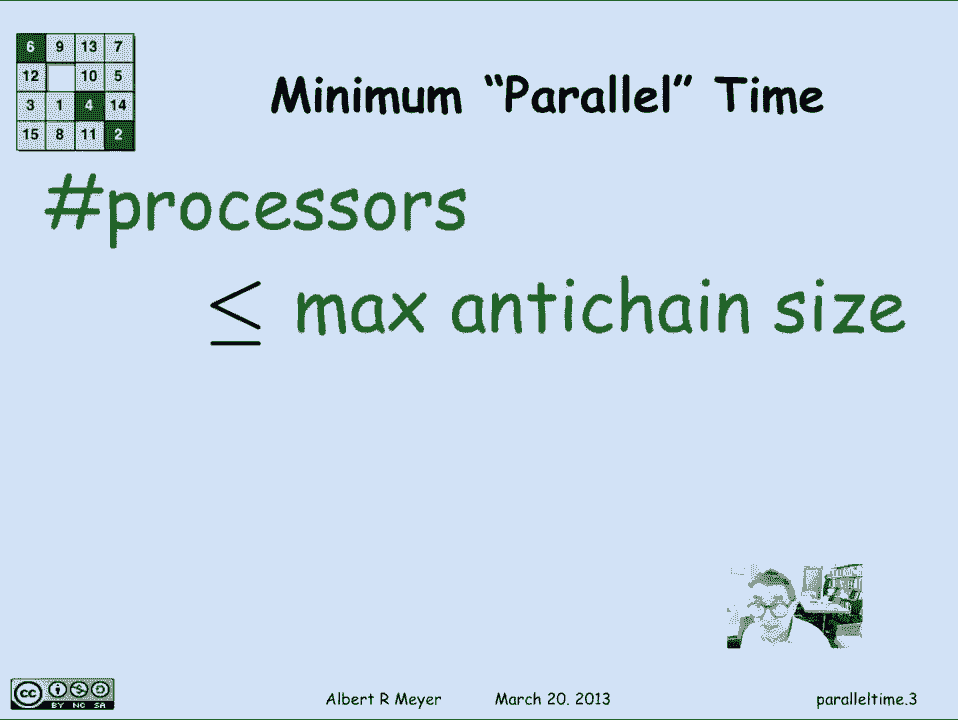 6 9 13 7
12 10 5
3 1 4 14
15 8 11 2
Minimum “Parallel” Time
#processors
≤ max antichain size
cc BY NC SA
Albert R Meyer March 20. 2013 paralleltime.3